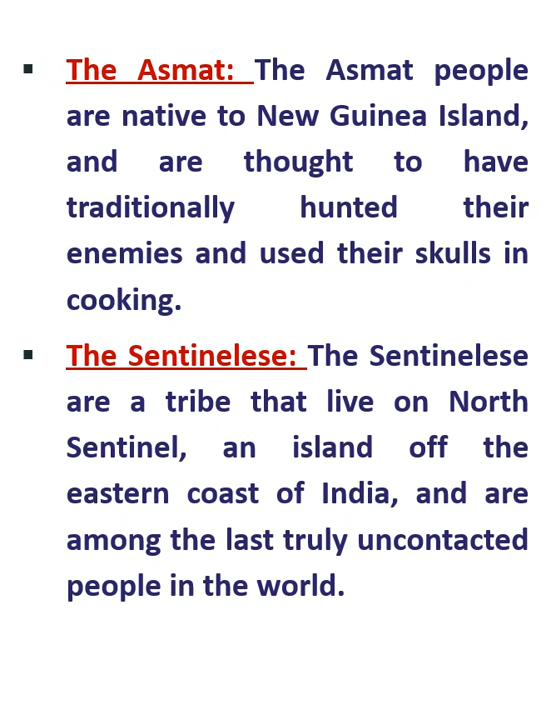 ▪ The Asmat: The Asmat people
are native to New Guinea Island,
and are thought to have
traditionally hunted their
enemies and used their skulls in
cooking.
▪ The Sentinelese: The Sentinelese
are a tribe that live on North
Sentinel, an island off the
eastern coast of India, and are
among the last truly uncontacted
people in the world.